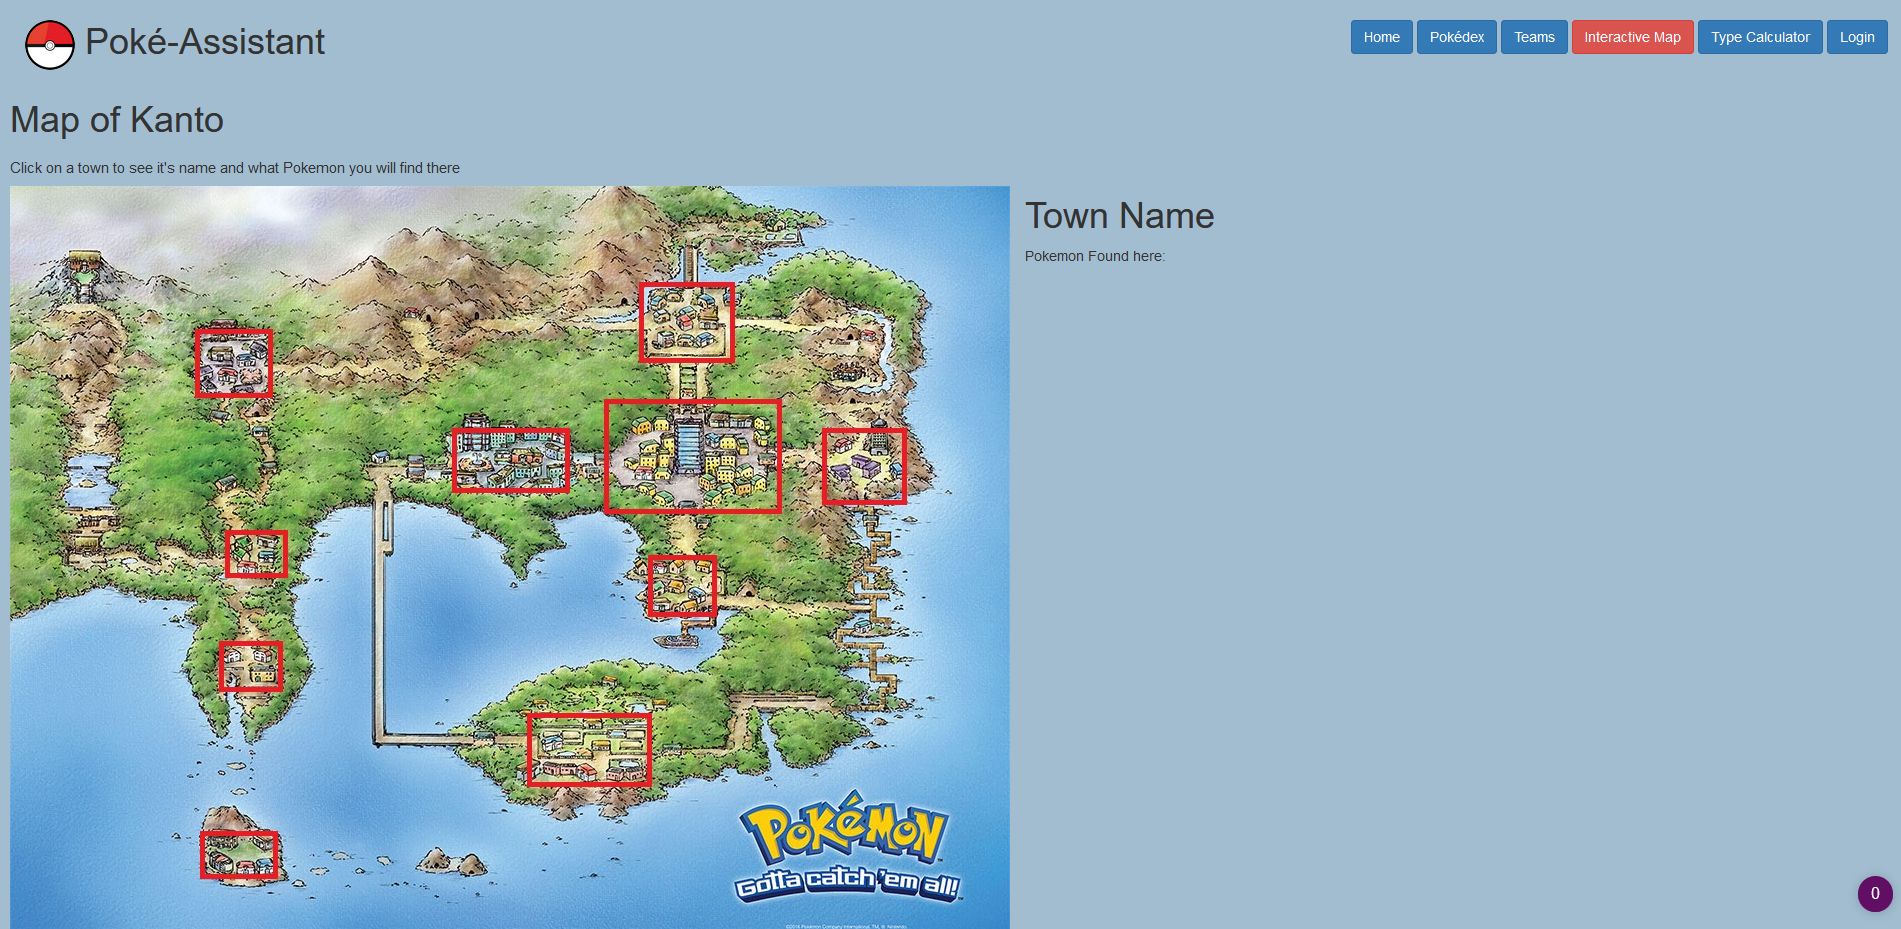 Poké-Assistant
Home
Pokédex
Teams
Interactive Map
Type Calculator
Login
Map of Kanto
Click on a town to see it's name and what Pokemon you will find there
Town Name
Pokemon Found here:
POKéMON
Gotta catch 'em all!
0